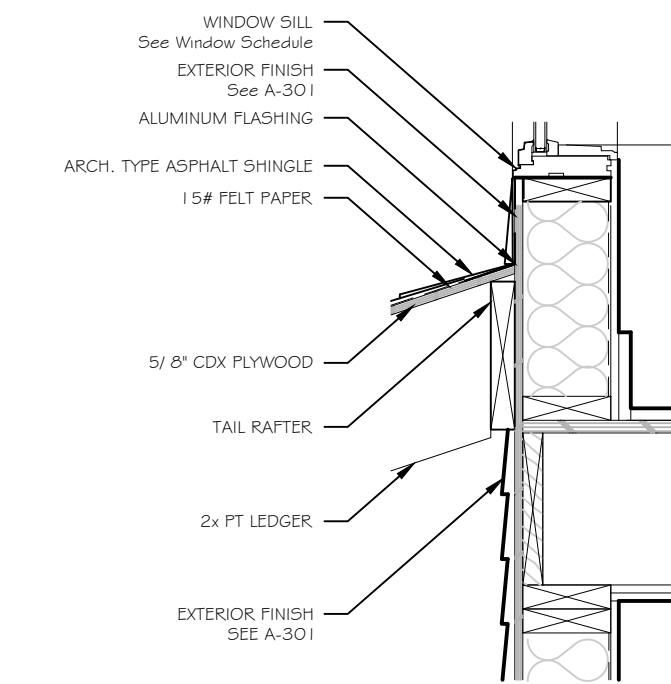 WINDOW SILL
See Window Schedule
EXTERIOR FINISH
See A-301
ALUMINUM FLASHING
ARCH. TYPE ASPHALT SHINGLE
15# FELT PAPER
5/ 8" CDX PLYWOOD
TAIL RAFTER
2x PT LEDGER
EXTERIOR FINISH
SEE A-301